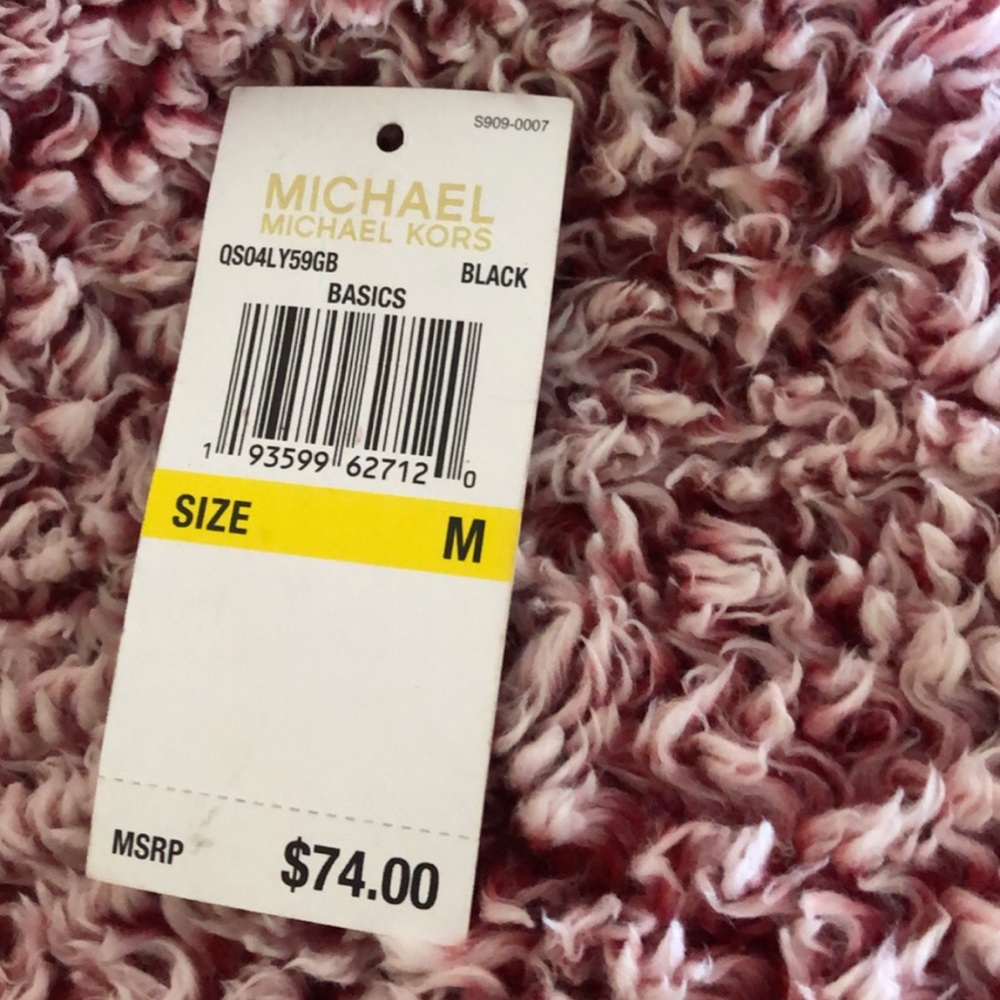 S909-0007
MICHAEL
MICHAEL KORS
QS04LY59GB BLACK
BASICS
1 93599 62712 0
SIZE M
MSRP $74.00